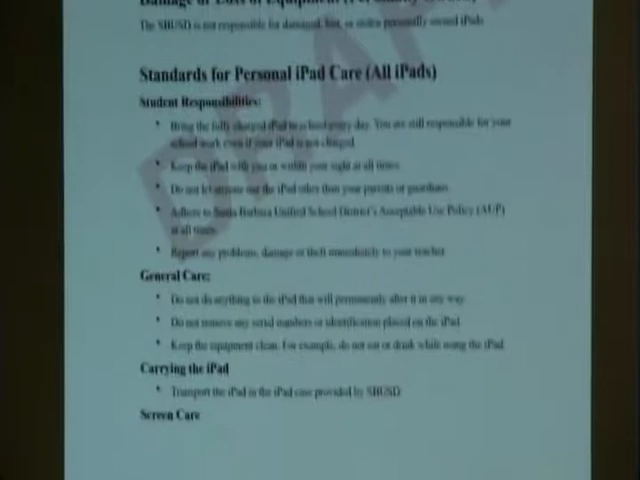 Damage or Loss of Equipment (Personally Owned)
The SBUSD is not responsible for damaged, lost, or stolen personally owned iPads
DRAFT
Standards for Personal iPad Care (All iPads)
Student Responsibilities:
• Bring the fully charged iPad to school every day. You are still responsible for your
school work even if your iPad is not charged
• Keep the iPad with you or within your sight at all times.
• Do not let anyone use the iPad other than your parents or guardians.
• Adhere to Santa Barbara Unified School District's Acceptable Use Policy (AUP)
at all times.
• Report any problems, damage or theft immediately to your teacher
General Care:
• Do not do anything to the iPad that will permanently alter it in any way.
• Do not remove any serial numbers or identification placed on the iPad
• Keep the equipment clean. For example, do not eat or drink while using the iPad
Carrying the iPad
• Transport the iPad in the iPad case provided by SBUSD
Screen Care